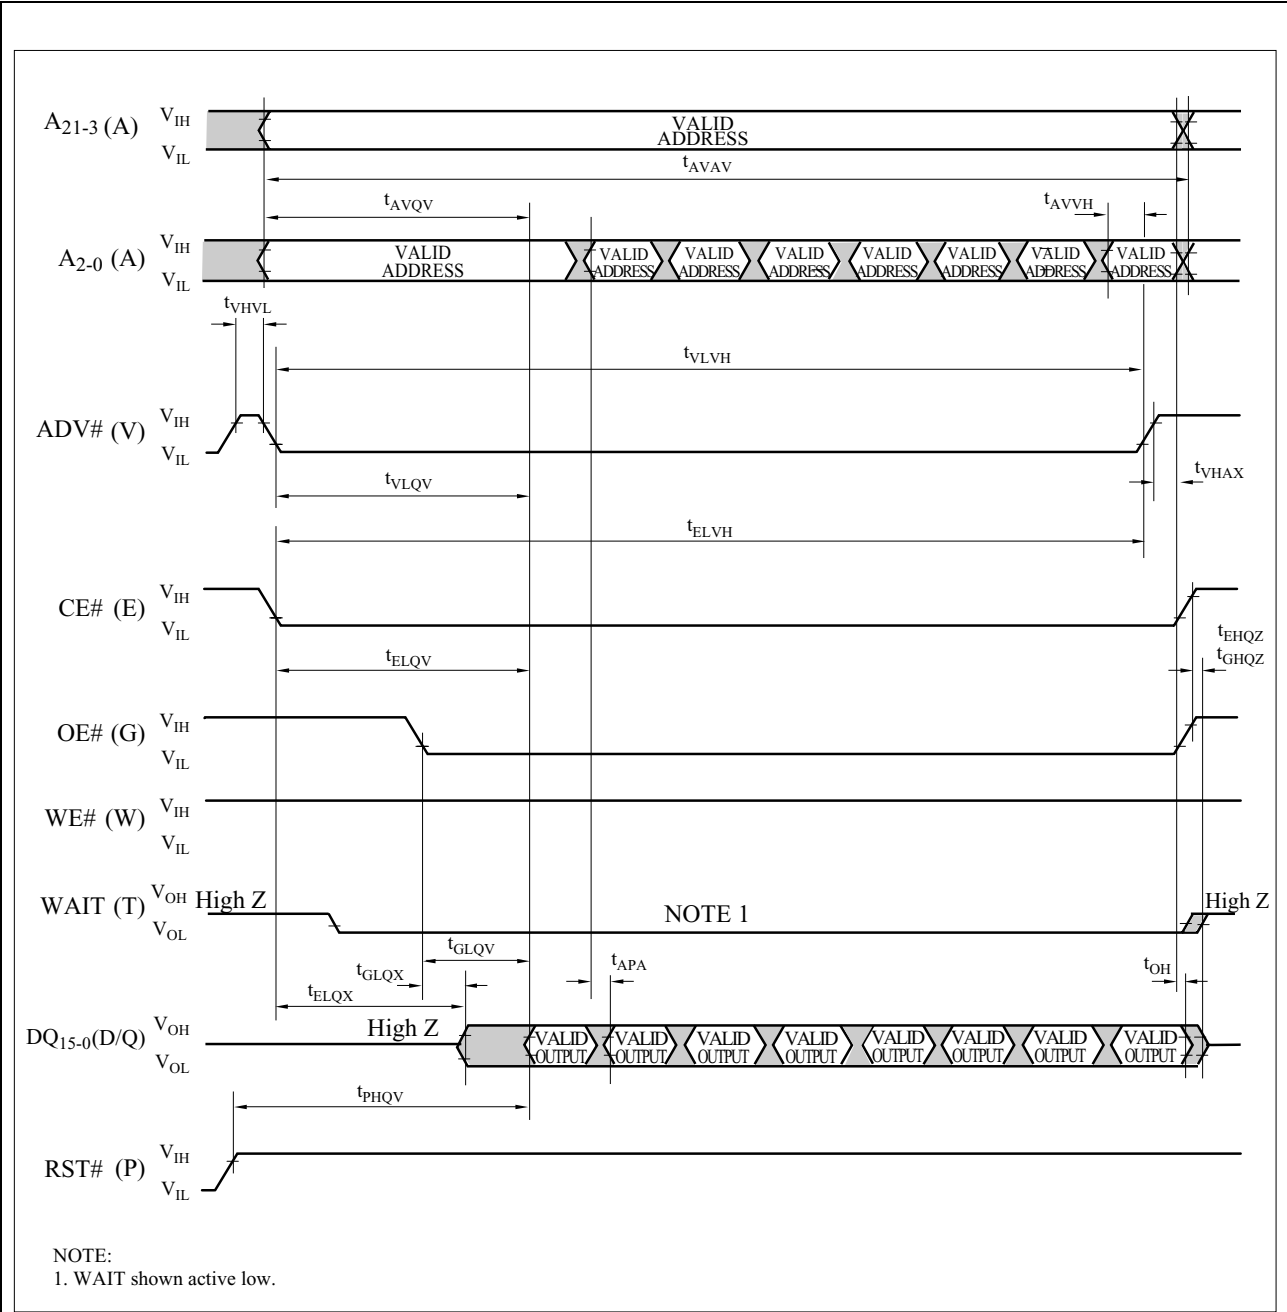 A21-3 (A) VIH VIL VALID ADDRESS
tAVAV
tAVQV tAVVH
A2-0 (A) VIH VIL VALID ADDRESS VALID ADDRESS VALID ADDRESS VALID ADDRESS VALID ADDRESS VALID ADDRESS VALID ADDRESS VALID ADDRESS
tVHVL
tVLVH
ADV# (V) VIH VIL
tVHAX
tVLQV
tELVH
CE# (E) VIH VIL
tEHQZ
tGHQZ
tELQV
OE# (G) VIH VIL
WE# (W) VIH VIL
WAIT (T) VOH VOL High Z NOTE 1 High Z
tGLQV
tGLQX tAPA tOH
tELQX
DQ15-0(D/Q) VOH VOL High Z VALID OUTPUT VALID OUTPUT VALID OUTPUT VALID OUTPUT VALID OUTPUT VALID OUTPUT VALID OUTPUT VALID OUTPUT
tPHQV
RST# (P) VIH VIL
NOTE:
1. WAIT shown active low.